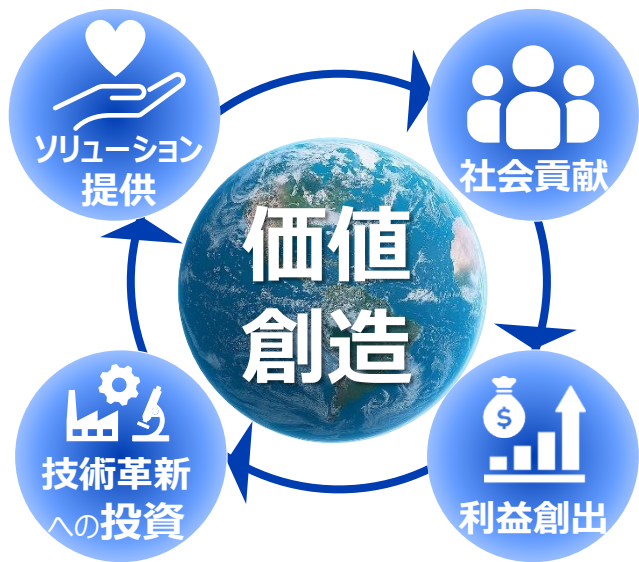 ソリューション
提供
社会貢献
価値
創造
技術革新
への投資
利益創出
$